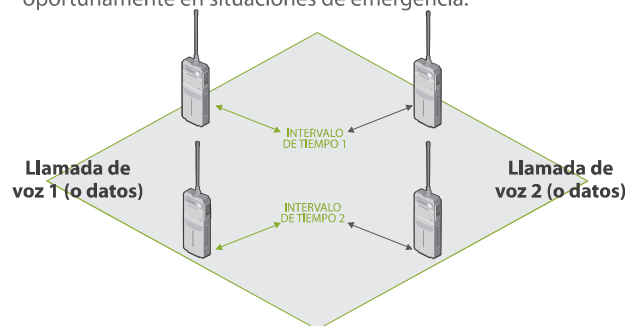 oportunamente en situaciones de emergencia.
INTERVALO
DE TIEMPO 1
Llamada de
voz 1 (o datos)
Llamada de
voz 2 (o datos)
INTERVALO
DE TIEMPO 2